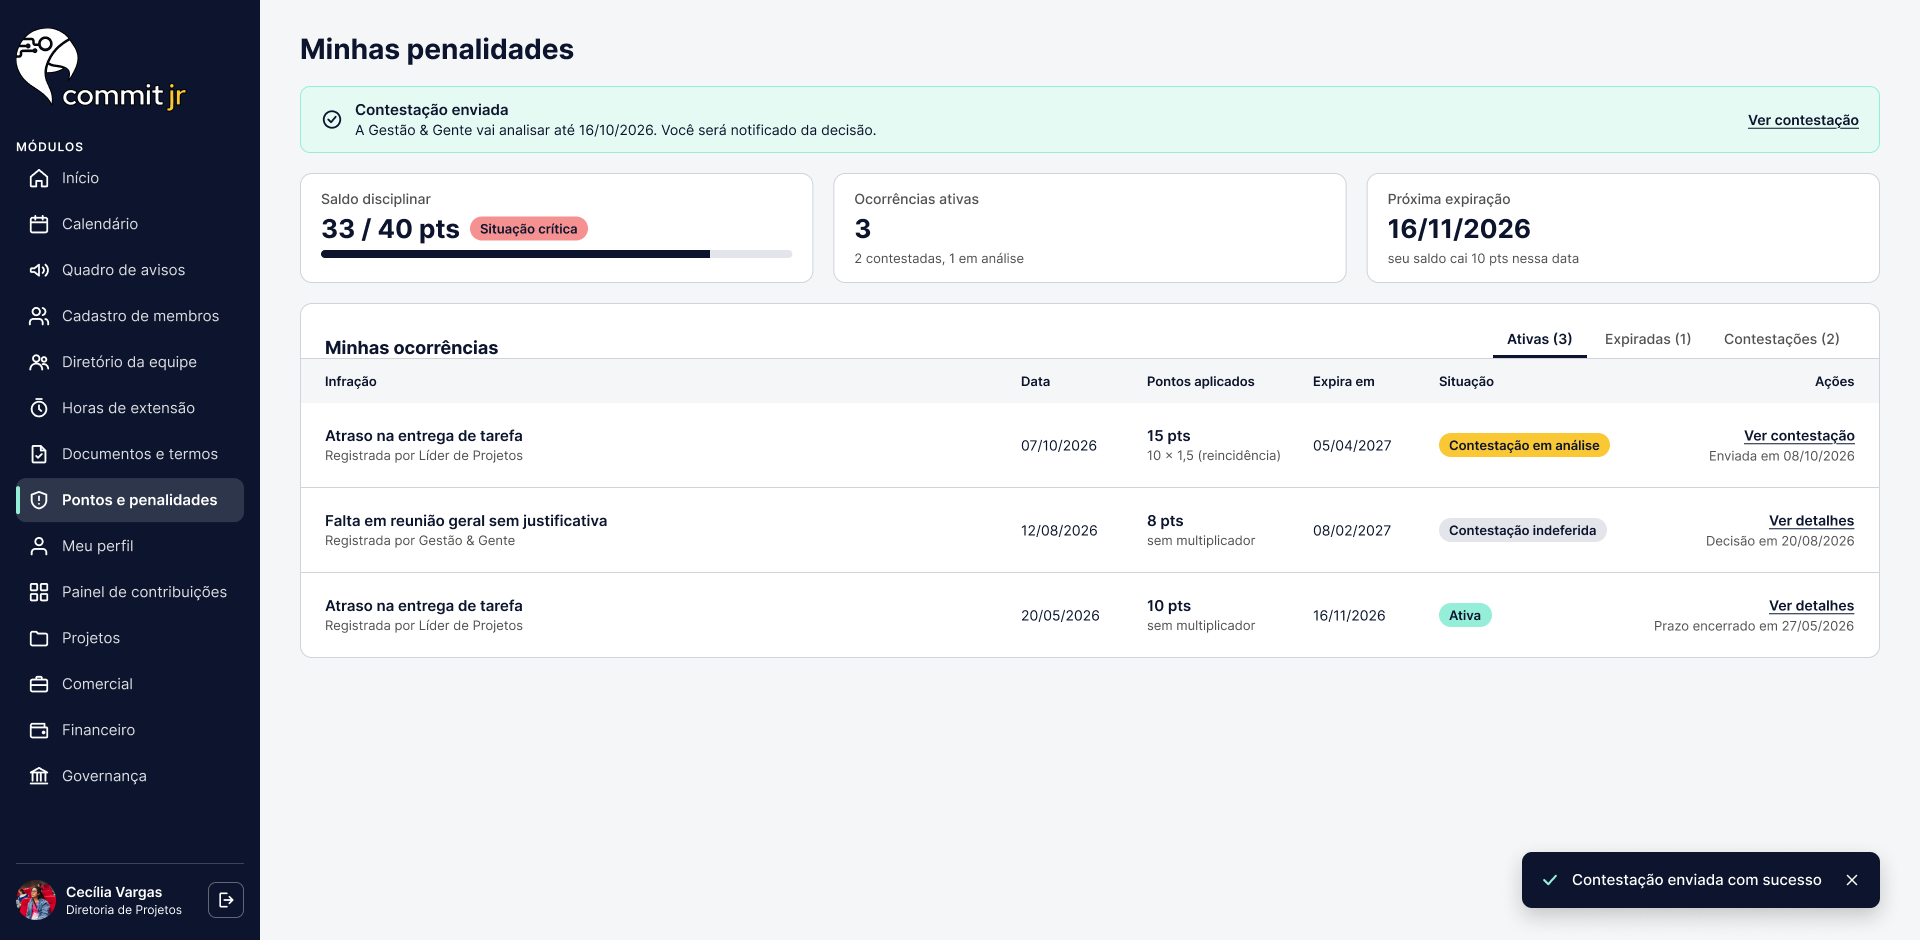 commit jr
MÓDULOS
Início
Calendário
Quadro de avisos
Cadastro de membros
Diretório da equipe
Horas de extensão
Documentos e termos
Pontos e penalidades
Meu perfil
Painel de contribuições
Projetos
Comercial
Financeiro
Governança
Cecília Vargas
Diretoria de Projetos
Minhas penalidades
Contestação enviada
A Gestão & Gente vai analisar até 16/10/2026. Você será notificado da decisão.
Ver contestação
Saldo disciplinar
33 / 40 pts Situação crítica
Ocorrências ativas
3
2 contestadas, 1 em análise
Próxima expiração
16/11/2026
seu saldo cai 10 pts nessa data
Minhas ocorrências
Ativas (3) Expiradas (1) Contestações (2)
Infração Data Pontos aplicados Expira em Situação Ações
Atraso na entrega de tarefa
Registrada por Líder de Projetos
07/10/2026
15 pts
10 × 1,5 (reincidência)
05/04/2027
Contestação em análise
Ver contestação
Enviada em 08/10/2026
Falta em reunião geral sem justificativa
Registrada por Gestão & Gente
12/08/2026
8 pts
sem multiplicador
08/02/2027
Contestação indeferida
Ver detalhes
Decisão em 20/08/2026
Atraso na entrega de tarefa
Registrada por Líder de Projetos
20/05/2026
10 pts
sem multiplicador
16/11/2026
Ativa
Ver detalhes
Prazo encerrado em 27/05/2026
Contestação enviada com sucesso